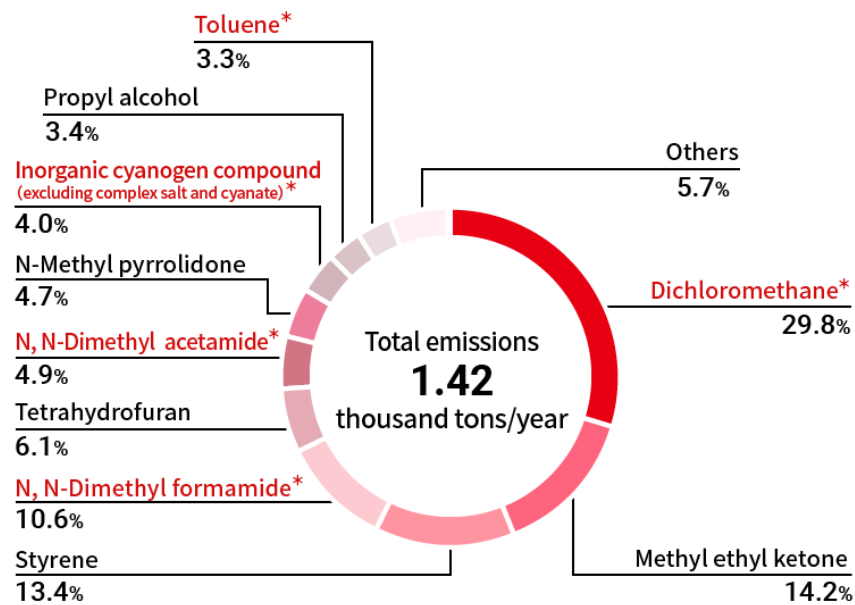 Toluene*
3.3%
Propyl alcohol
3.4%
Inorganic cyanogen compound
(excluding complex salt and cyanate)*
4.0%
N-Methyl pyrrolidone
4.7%
N, N-Dimethyl acetamide*
4.9%
Tetrahydrofuran
6.1%
N, N-Dimethyl formamide*
10.6%
Styrene
13.4%
Others
5.7%
Dichloromethane*
29.8%
Methyl ethyl ketone
14.2%
Total emissions
1.42
thousand tons/year